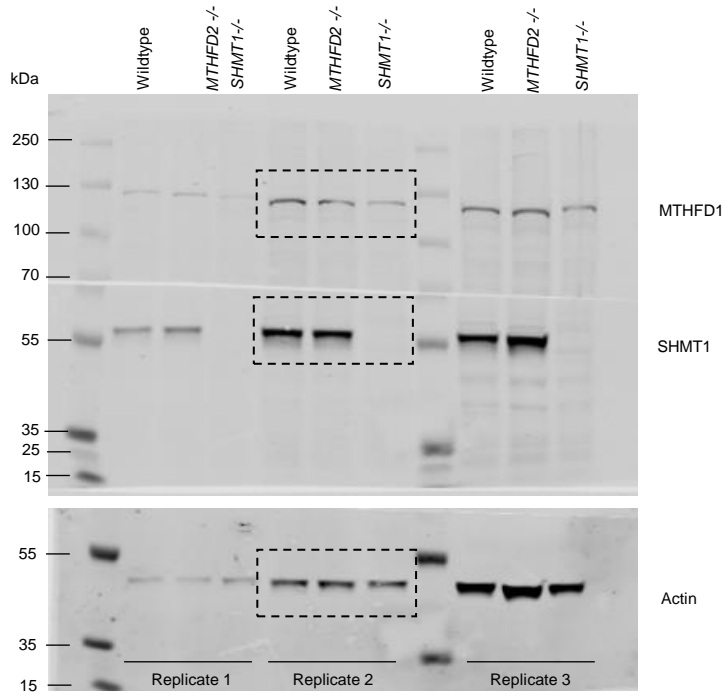 Wildtype
MTHFD2 -/-
SHMT1-/-
Wildtype
MTHFD2 -/-
SHMT1-/-
Wildtype
MTHFD2 -/-
SHMT1-/-
kDa
250
130
MTHFD1
100
70
55
SHMT1
35
25
15
55
Actin
35
15
Replicate 1
Replicate 2
Replicate 3